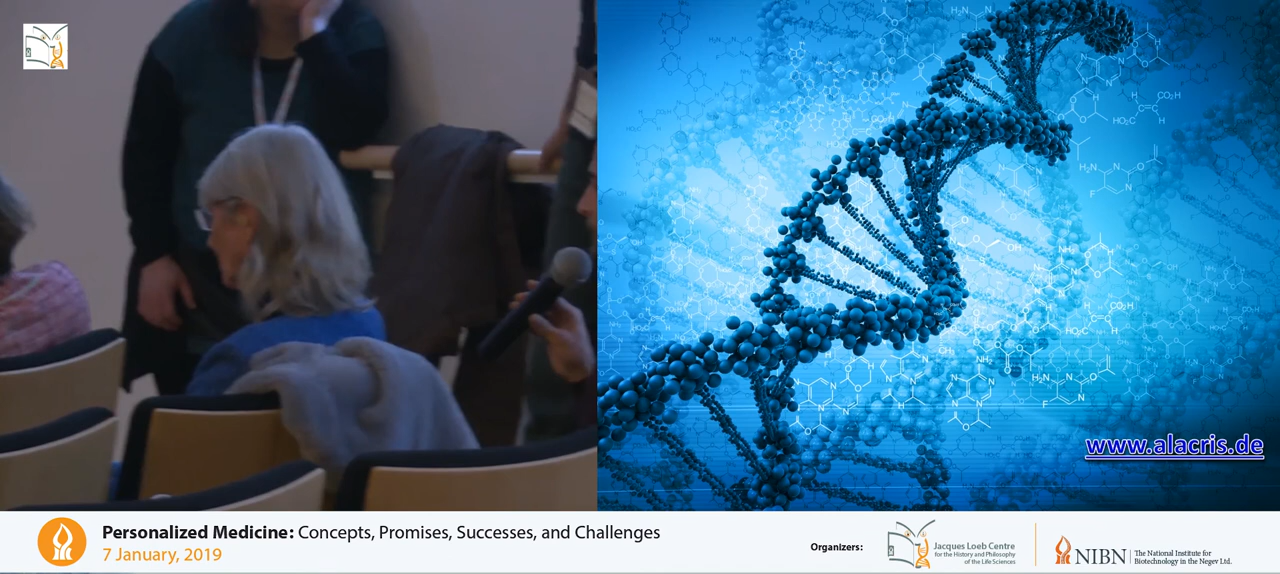 www.alacris.de
Personalized Medicine: Concepts, Promises, Successes, and Challenges
7 January, 2019
Organizers:
Jacques Loeb Centre
for the History and Philosophy
of the Life Sciences
NIBN
The National Institute for
Biotechnology in the Negev Ltd.